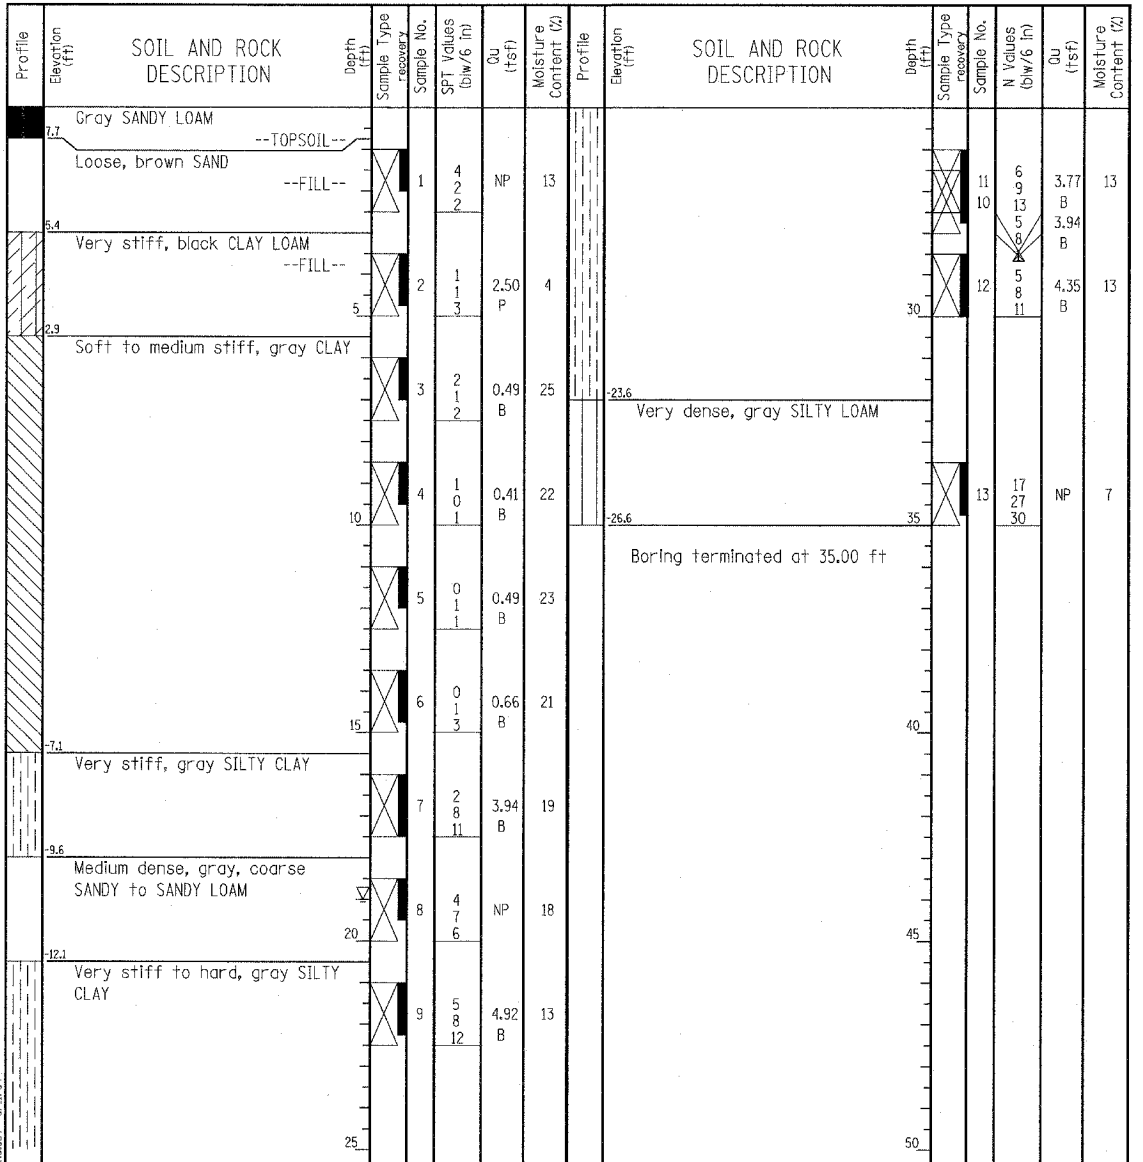 Profile
Elevation (ft)
SOIL AND ROCK
DESCRIPTION
Depth (ft)
Sample Type
recovery
Sample No.
SPT Values
(blw/6 in)
Qu
(tsf)
Moisture
Content (%)
Gray SANDY LOAM
7.7
--TOPSOIL--
Loose, brown SAND
--FILL--
1
4
2
2
NP
13
5.4
Very stiff, black CLAY LOAM
--FILL--
2
1
1
3
2.50
P
4
5
2.9
Soft to medium stiff, gray CLAY
3
2
1
2
0.49
B
25
4
1
0
1
0.41
B
22
10
5
0
1
1
0.49
B
23
6
0
1
3
0.66
B
21
15
-7.1
Very stiff, gray SILTY CLAY
7
2
8
11
3.94
B
19
-9.6
Medium dense, gray, coarse
SANDY to SANDY LOAM
8
4
7
6
NP
18
20
-12.1
Very stiff to hard, gray SILTY
CLAY
9
5
8
12
4.92
B
13
25
Profile
Elevation (ft)
SOIL AND ROCK
DESCRIPTION
Depth (ft)
Sample Type
recovery
Sample No.
N Values
(blw/6 in)
Qu
(tsf)
Moisture
Content (%)
11
10
6
9
13
5
8
3.77
B
3.94
B
13
12
5
8
11
4.35
B
13
30
-23.6
Very dense, gray SILTY LOAM
13
17
27
30
NP
7
-26.6
35
Boring terminated at 35.00 ft
40
45
50